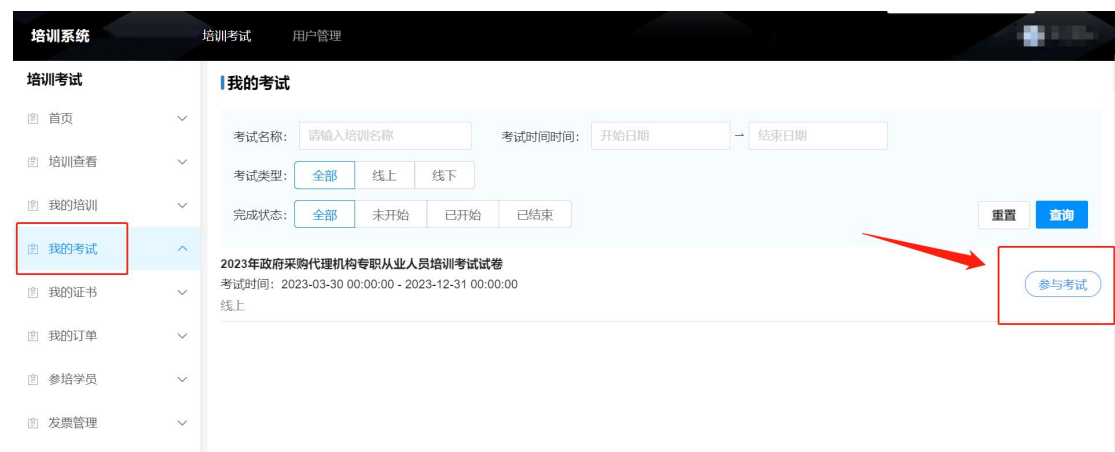 培训系统 培训考试 用户管理
培训考试
我的考试
首页
考试名称: 请输入培训名称 考试时间时间: 开始日期 → 结束日期
培训查看
考试类型: 全部 线上 线下
我的培训
完成状态: 全部 未开始 已开始 已结束 重置 查询
我的考试
2023年政府采购代理机构专职从业人员培训考试试卷
考试时间: 2023-03-30 00:00:00 - 2023-12-31 00:00:00 参与考试
我的证书
线上
我的订单
参培学员
发票管理